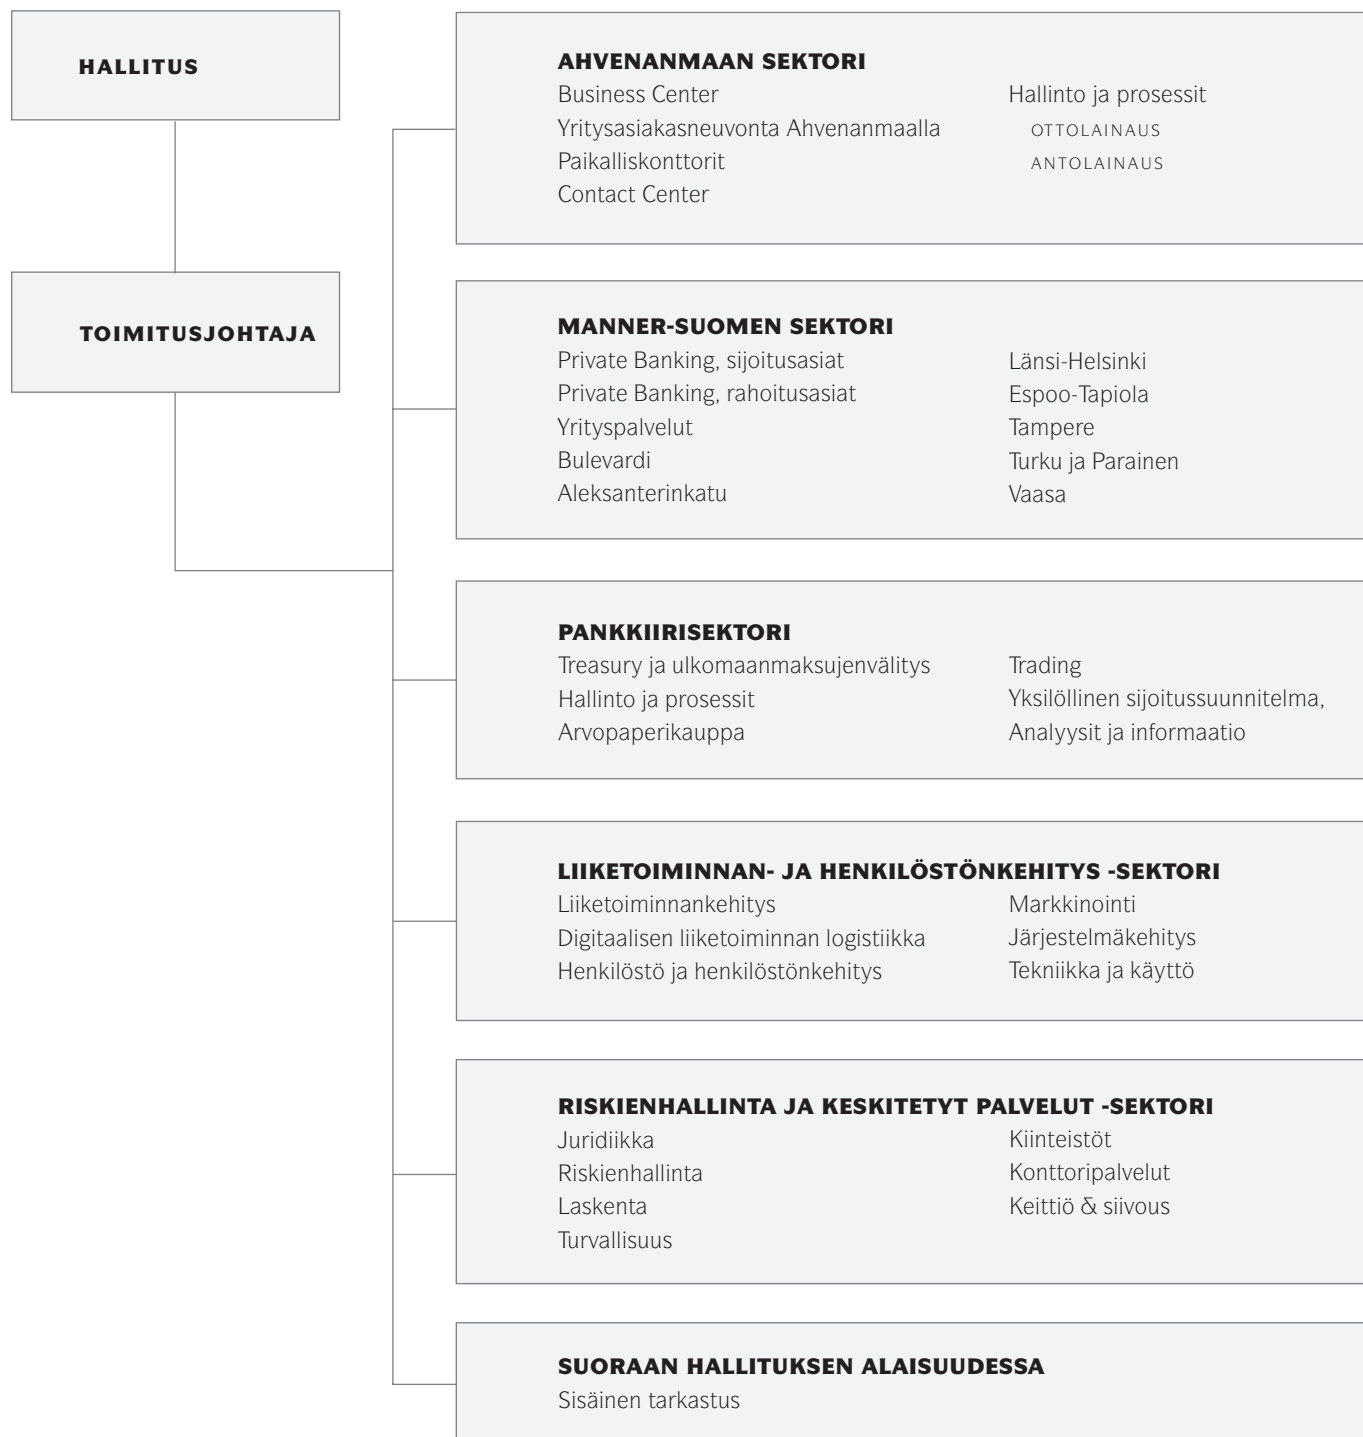 HALLITUS
TOIMITUSJOHTAJA
AHVENANMAAN SEKTORI
Business Center
Yritysasiakasneuvonta Ahvenanmaalla
Paikalliskonttorit
Contact Center
Hallinto ja prosessit
OTTOLAINAUS
ANTOLAINAUS
MANNER-SUOMEN SEKTORI
Private Banking, sijoitusasiat
Private Banking, rahoitusasiat
Yrityspalvelut
Bulevardi
Aleksanterinkatu
Länsi-Helsinki
Espoo-Tapiola
Tampere
Turku ja Parainen
Vaasa
PANKKIIRISEKTORI
Treasury ja ulkomaanmaksujenvälitys
Hallinto ja prosessit
Arvopaperikauppa
Trading
Yksilöllinen sijoitussuunnitelma,
Analyysit ja informaatio
LIIKETOIMINNAN- JA HENKILÖSTÖNKEHITYS -SEKTORI
Liiketoiminnankehitys
Digitaalisen liiketoiminnan logistiikka
Henkilöstö ja henkilöstönkehitys
Markkinointi
Järjestelmäkehitys
Tekniikka ja käyttö
RISKIENHALLINTA JA KESKITETYT PALVELUT -SEKTORI
Juridiikka
Riskienhallinta
Laskenta
Turvallisuus
Kiinteistöt
Konttoripalvelut
Keittiö & siivous
SUORAAN HALLITUKSEN ALAISUUDESSA
Sisäinen tarkastus